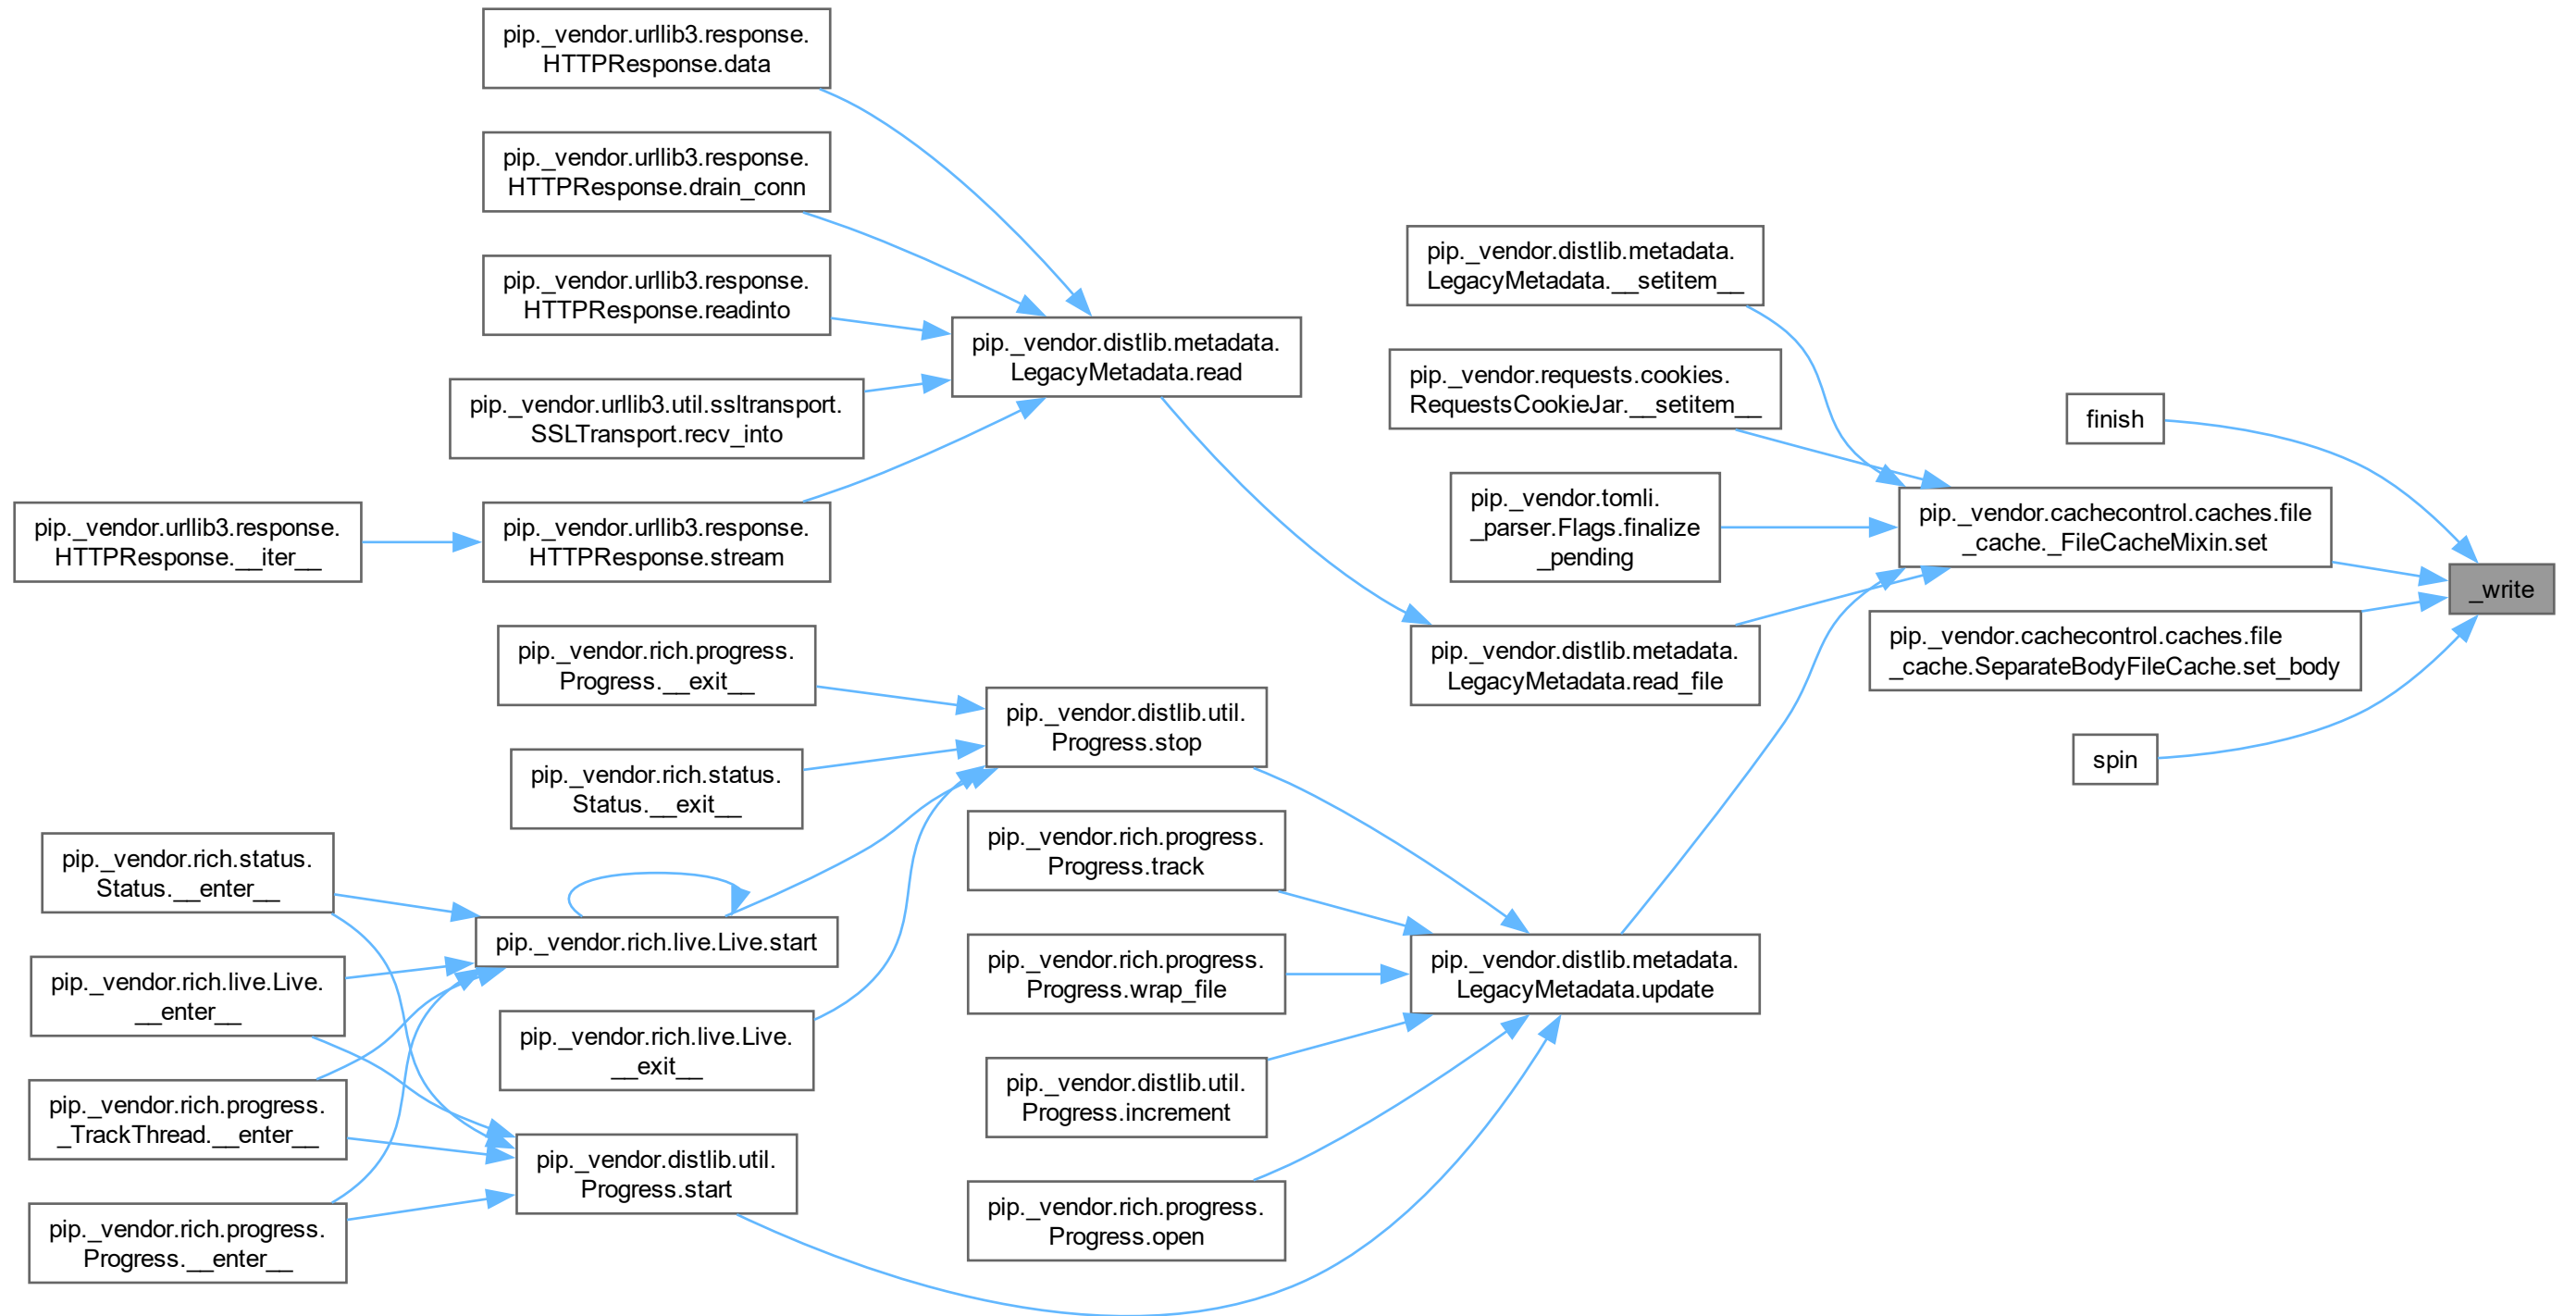 pip._vendor.urllib3.response.
HTTPResponse.data
pip._vendor.urllib3.response.
HTTPResponse.drain_conn
pip._vendor.urllib3.response.
HTTPResponse.readinto
pip._vendor.urllib3.util.ssltransport.
SSLTransport.recv_into
pip._vendor.urllib3.response.
HTTPResponse.__iter__
pip._vendor.urllib3.response.
HTTPResponse.stream
pip._vendor.distlib.metadata.
LegacyMetadata.read
pip._vendor.distlib.metadata.
LegacyMetadata.__setitem__
pip._vendor.requests.cookies.
RequestsCookieJar.__setitem__
pip._vendor.tomli.
_parser.Flags.finalize
_pending
pip._vendor.distlib.metadata.
LegacyMetadata.read_file
finish
pip._vendor.cachecontrol.caches.file
_cache._FileCacheMixin.set
_write
pip._vendor.cachecontrol.caches.file
_cache.SeparateBodyFileCache.set_body
spin
pip._vendor.rich.progress.
Progress.__exit__
pip._vendor.rich.status.
Status.__exit__
pip._vendor.distlib.util.
Progress.stop
pip._vendor.rich.progress.
Progress.track
pip._vendor.rich.progress.
Progress.wrap_file
pip._vendor.distlib.metadata.
LegacyMetadata.update
pip._vendor.distlib.util.
Progress.increment
pip._vendor.rich.progress.
Progress.open
pip._vendor.rich.status.
Status.__enter__
pip._vendor.rich.live.Live.start
pip._vendor.rich.live.Live.
__enter__
pip._vendor.rich.live.Live.
__exit__
pip._vendor.rich.progress.
_TrackThread.__enter__
pip._vendor.distlib.util.
Progress.start
pip._vendor.rich.progress.
Progress.__enter__